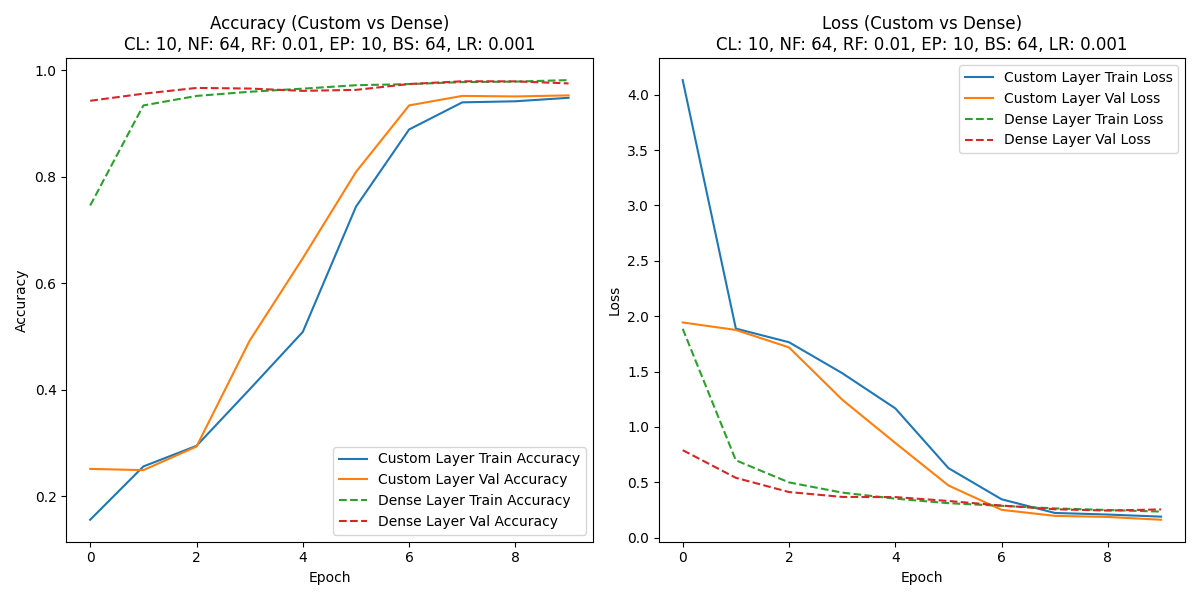 Accuracy (Custom vs Dense)
CL: 10, NF: 64, RF: 0.01, EP: 10, BS: 64, LR: 0.001
1.0
0.8
0.6
0.4
0.2
Accuracy
0
2
4
6
8
Epoch
Custom Layer Train Accuracy
Custom Layer Val Accuracy
Dense Layer Train Accuracy
Dense Layer Val Accuracy
Loss (Custom vs Dense)
CL: 10, NF: 64, RF: 0.01, EP: 10, BS: 64, LR: 0.001
4.0
3.5
3.0
2.5
2.0
1.5
1.0
0.5
0.0
Loss
0
2
4
6
8
Epoch
Custom Layer Train Loss
Custom Layer Val Loss
Dense Layer Train Loss
Dense Layer Val Loss